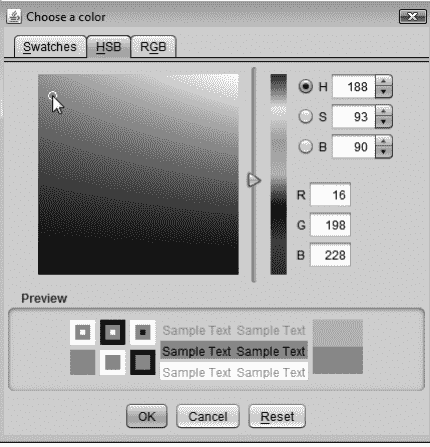 Choose a color
Swatches HSB RGB
H 188
S 93
B 90
R 16
G 198
B 228
Preview
Sample Text Sample Text
Sample Text Sample Text
Sample Text Sample Text
OK Cancel Reset